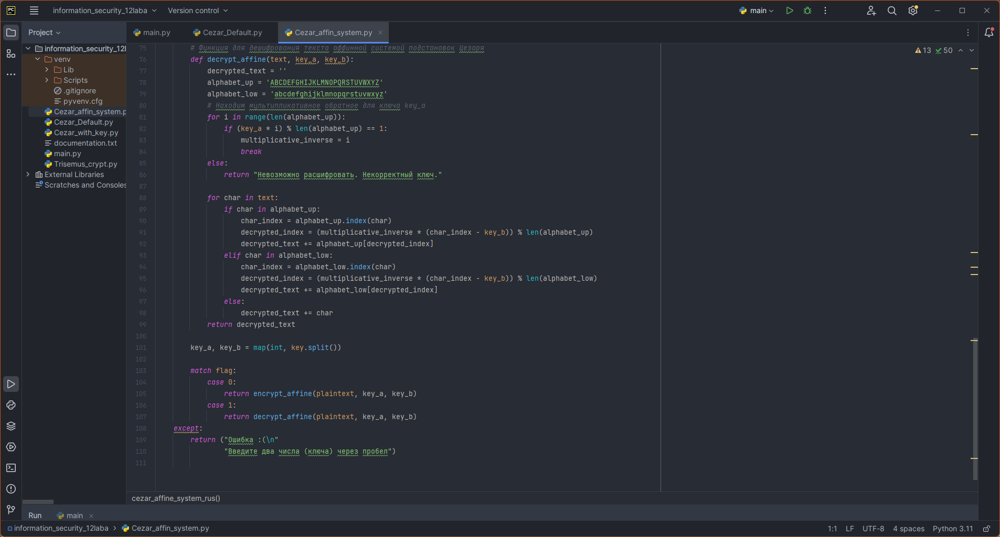 PC
information_security_12laba
Version control
main
Project
main.py
Cezar_Default.py
Cezar_affin_system.py
information_security_12l
venv
Lib
Scripts
.gitignore
pyvenv.cfg
Cezar_affin_system.p
Cezar_Default.py
Cezar_with_key.py
documentation.txt
main.py
Trisemus_crypt.py
External Libraries
Scratches and Consoles
13 50
75 # Функция для дешифрования текста аффинной системой подстановок Цезаря
76 def decrypt_affine(text, key_a, key_b):
77 decrypted_text = ''
78 alphabet_up = 'ABCDEFGHIJKLMNOPQRSTUVWXYZ'
79 alphabet_low = 'abcdefghijklmnopqrstuvwxyz'
80 # Находим мультипликативное обратное для ключа key_a
81 for i in range(len(alphabet_up)):
82 if (key_a * i) % len(alphabet_up) == 1:
83 multiplicative_inverse = i
84 break
85 else:
86 return "Невозможно расшифровать. Некорректный ключ."
87
88 for char in text:
89 if char in alphabet_up:
90 char_index = alphabet_up.index(char)
91 decrypted_index = (multiplicative_inverse * (char_index - key_b)) % len(alphabet_up)
92 decrypted_text += alphabet_up[decrypted_index]
93 elif char in alphabet_low:
94 char_index = alphabet_low.index(char)
95 decrypted_index = (multiplicative_inverse * (char_index - key_b)) % len(alphabet_low)
96 decrypted_text += alphabet_low[decrypted_index]
97 else:
98 decrypted_text += char
99 return decrypted_text
100
101 key_a, key_b = map(int, key.split())
102
103 match flag:
104 case 0:
105 return encrypt_affine(plaintext, key_a, key_b)
106 case 1:
107 return decrypt_affine(plaintext, key_a, key_b)
108 except:
109 return ("Ошибка :(\n"
110 "Введите два числа (ключа) через пробел")
111
cezar_affine_system_rus()
Run main
information_security_12laba > Cezar_affin_system.py
1:1 LF UTF-8 4 spaces Python 3.11